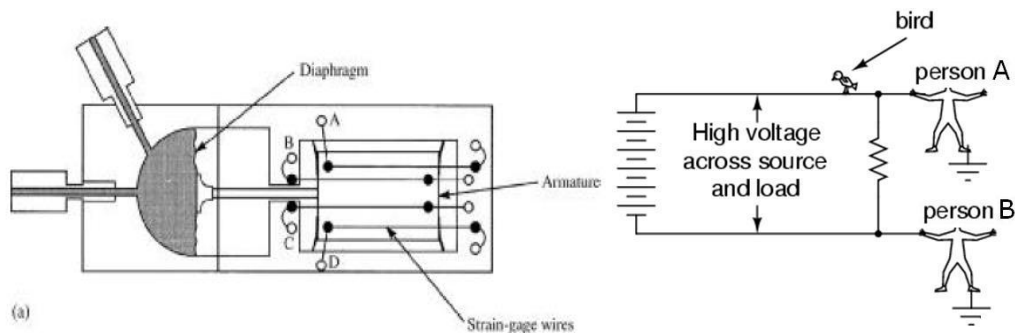 Diaphragm
A
B
Armature
C
D
(a)
Strain-gage wires
bird
person A
High voltage
across source
and load
person B